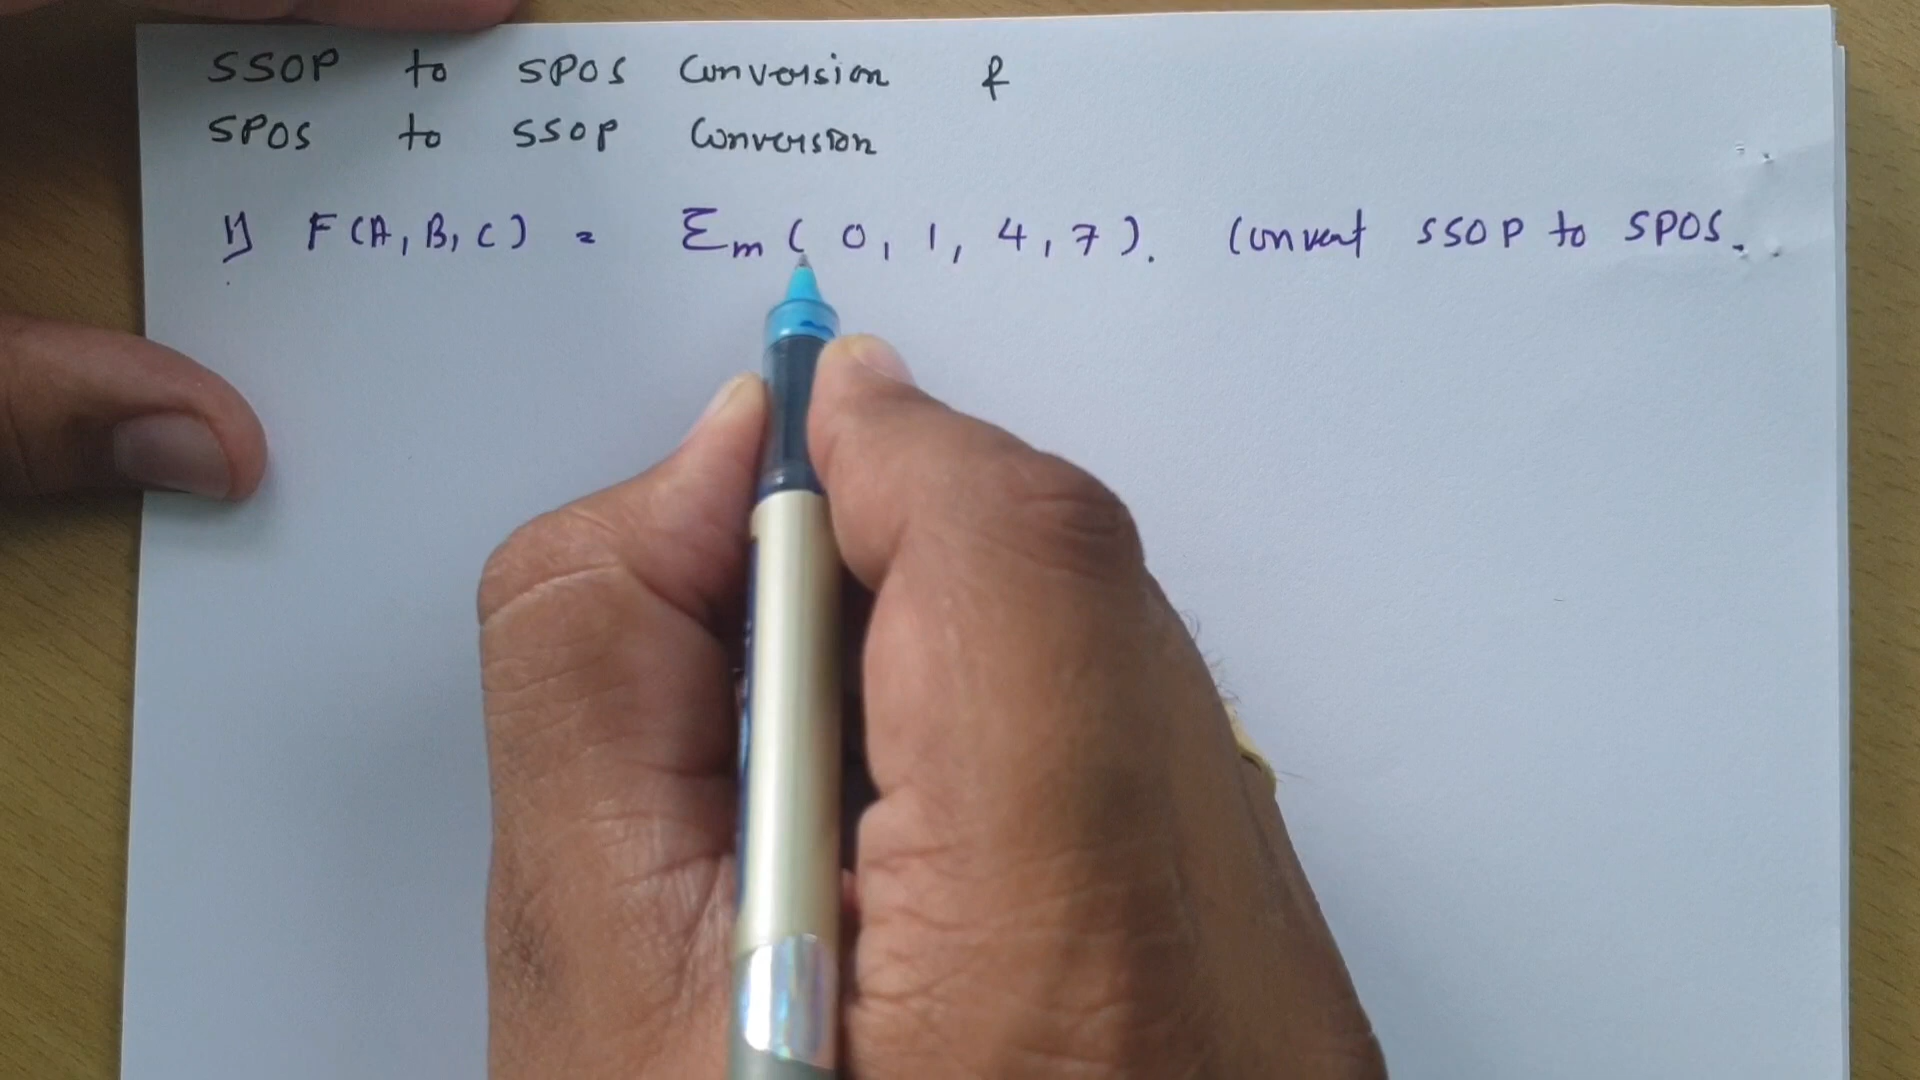 SSOP to SPOS Conversion &
SPOS to SSOP Conversion
1) F(A, B, C) = Σm ( 0, 1, 4, 7 ). Convert SSOP to SPOS.